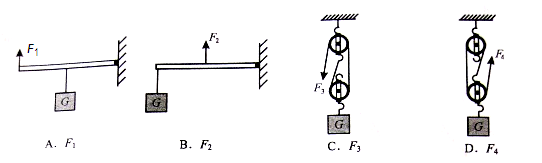 F₁
G
A. F₁
F₂
G
B. F₂
F₃
G
C. F₃
F₄
G
D. F₄